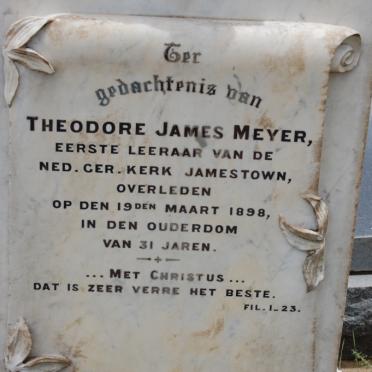 Ter
gedachtenis van
THEODORE JAMES MEYER,
EERSTE LEERAAR VAN DE
NED. GER. KERK JAMESTOWN,
OVERLEDEN
OP DEN 19DEN MAART 1898,
IN DEN OUDERDOM
VAN 31 JAREN.
... MET CHRISTUS ...
DAT IS ZEER VERRE HET BESTE.
FIL. 1-23.